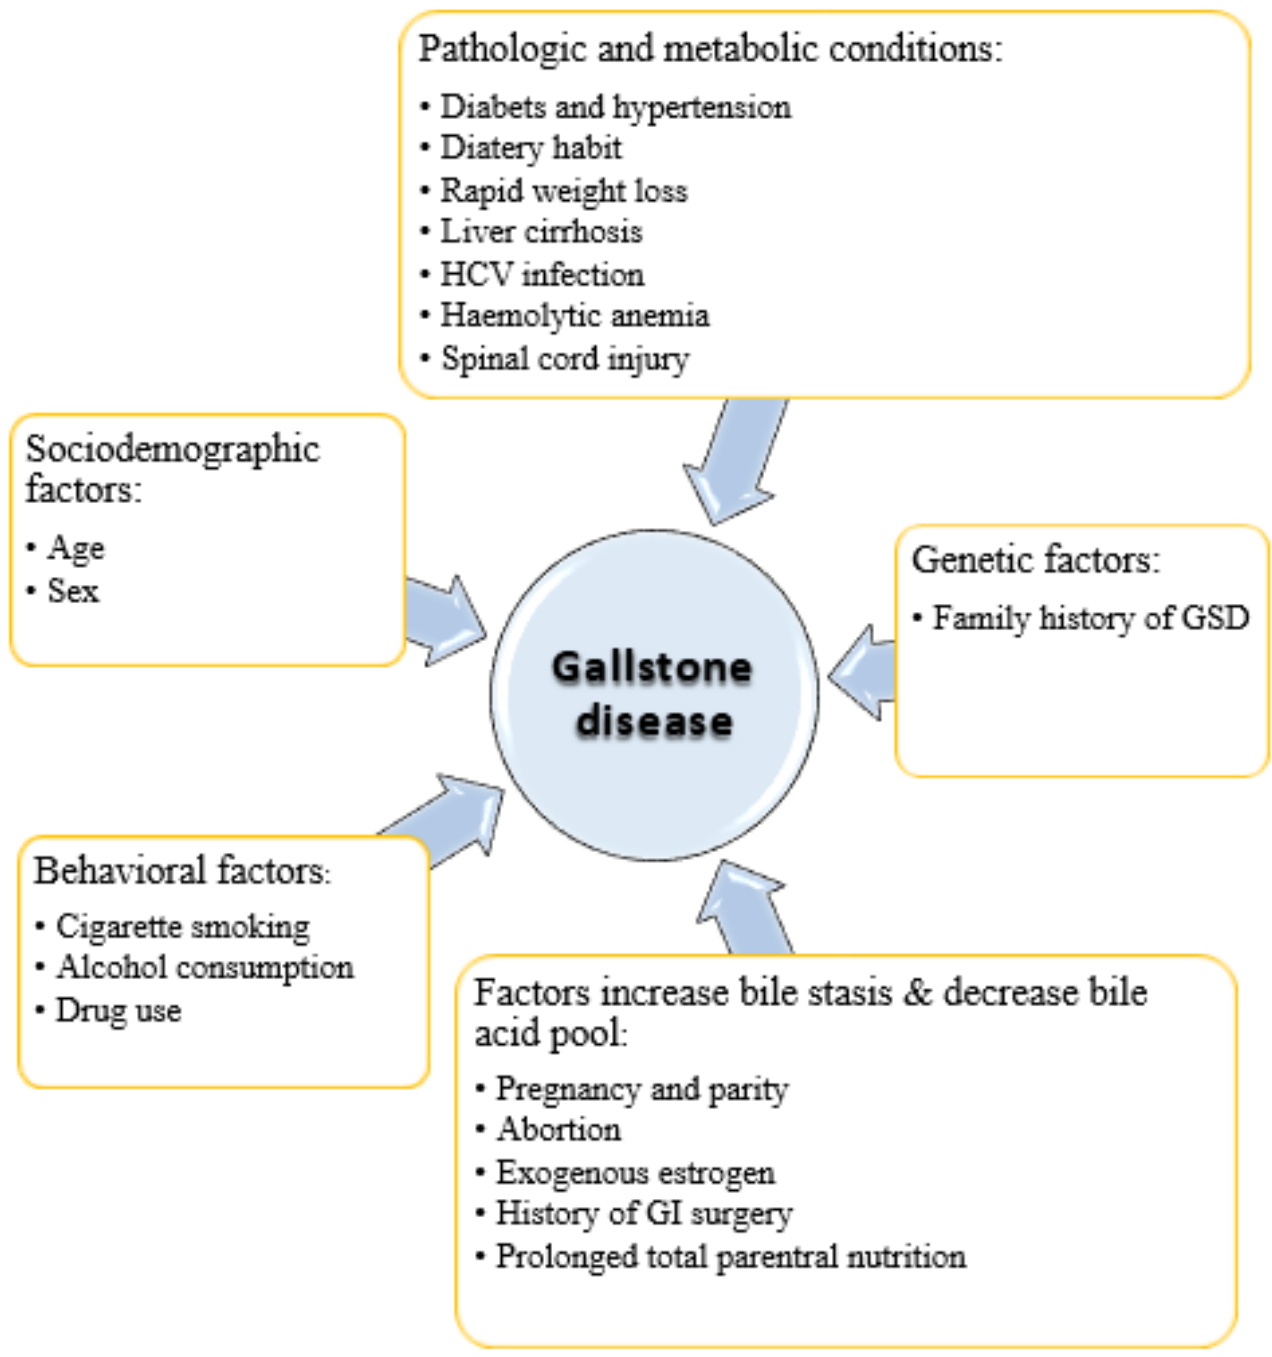 Pathologic and metabolic conditions:
• Diabets and hypertension
• Diatery habit
• Rapid weight loss
• Liver cirrhosis
• HCV infection
• Haemolytic anemia
• Spinal cord injury
Sociodemographic
factors:
• Age
• Sex
Genetic factors:
• Family history of GSD
Gallstone
disease
Behavioral factors:
• Cigarette smoking
• Alcohol consumption
• Drug use
Factors increase bile stasis & decrease bile
acid pool:
• Pregnancy and parity
• Abortion
• Exogenous estrogen
• History of GI surgery
• Prolonged total parentral nutrition